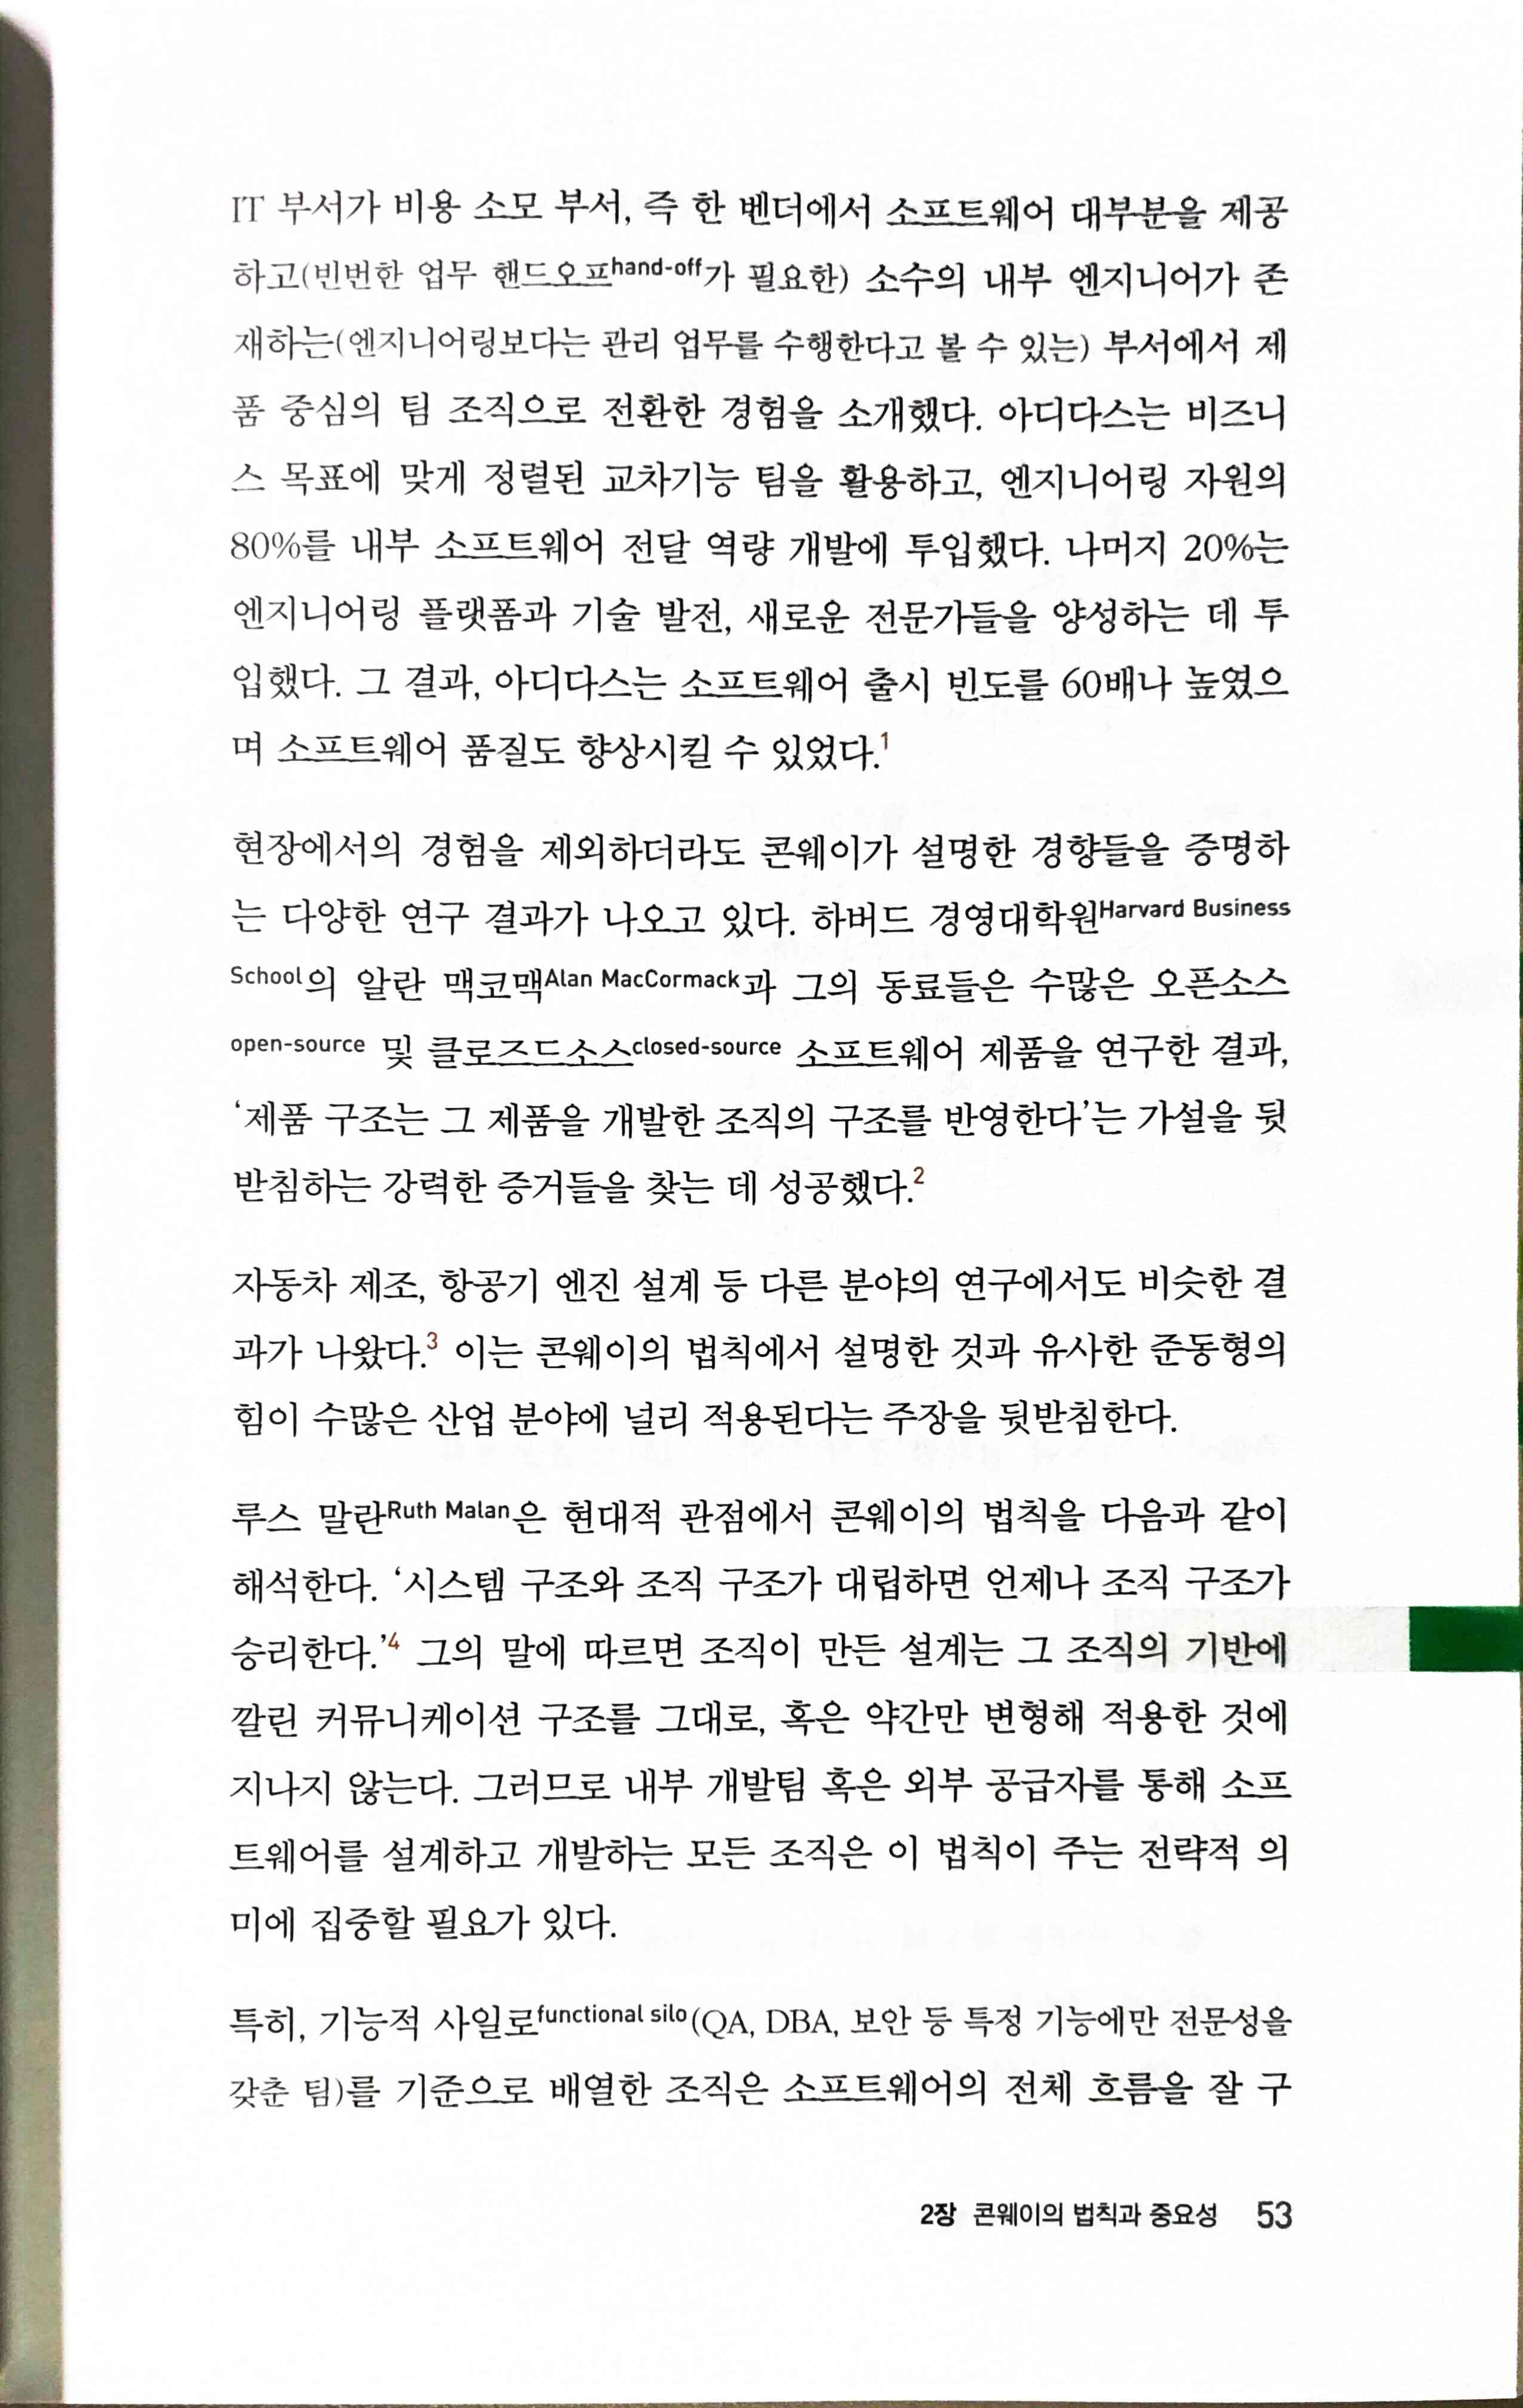 IT 부서가 비용 소모 부서, 즉 한 벤더에서 소프트웨어 대부분을 제공
하고(빈번한 업무 핸드오프hand-off가 필요한) 소수의 내부 엔지니어가 존
재하는(엔지니어링보다는 관리 업무를 수행한다고 볼 수 있는) 부서에서 제
품 중심의 팀 조직으로 전환한 경험을 소개했다. 아디다스는 비즈니
스 목표에 맞게 정렬된 교차기능 팀을 활용하고, 엔지니어링 자원의
80%를 내부 소프트웨어 전달 역량 개발에 투입했다. 나머지 20%는
엔지니어링 플랫폼과 기술 발전, 새로운 전문가들을 양성하는 데 투
입했다. 그 결과, 아디다스는 소프트웨어 출시 빈도를 60배나 높였으
며 소프트웨어 품질도 향상시킬 수 있었다.1
현장에서의 경험을 제외하더라도 콘웨이가 설명한 경향들을 증명하
는 다양한 연구 결과가 나오고 있다. 하버드 경영대학원Harvard Business
School의 알란 맥코맥Alan MacCormack과 그의 동료들은 수많은 오픈소스
open-source 및 클로즈드소스closed-source 소프트웨어 제품을 연구한 결과,
‘제품 구조는 그 제품을 개발한 조직의 구조를 반영한다’는 가설을 뒷
받침하는 강력한 증거들을 찾는 데 성공했다.2
자동차 제조, 항공기 엔진 설계 등 다른 분야의 연구에서도 비슷한 결
과가 나왔다.3 이는 콘웨이의 법칙에서 설명한 것과 유사한 준동형의
힘이 수많은 산업 분야에 널리 적용된다는 주장을 뒷받침한다.
루스 말란Ruth Malan은 현대적 관점에서 콘웨이의 법칙을 다음과 같이
해석한다. ‘시스템 구조와 조직 구조가 대립하면 언제나 조직 구조가
승리한다.’4 그의 말에 따르면 조직이 만든 설계는 그 조직의 기반에
깔린 커뮤니케이션 구조를 그대로, 혹은 약간만 변형해 적용한 것에
지나지 않는다. 그러므로 내부 개발팀 혹은 외부 공급자를 통해 소프
트웨어를 설계하고 개발하는 모든 조직은 이 법칙이 주는 전략적 의
미에 집중할 필요가 있다.
특히, 기능적 사일로functional silo(QA, DBA, 보안 등 특정 기능에만 전문성을
갖춘 팀)를 기준으로 배열한 조직은 소프트웨어의 전체 흐름을 잘 구
2장 콘웨이의 법칙과 중요성 53